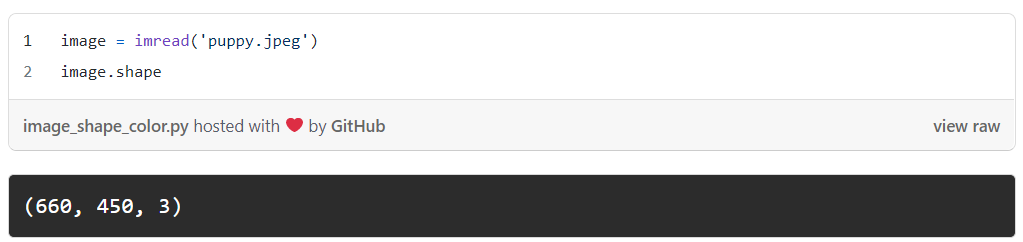 1 image = imread('puppy.jpeg')
2 image.shape
image_shape_color.py hosted with ❤ by GitHub view raw
(660, 450, 3)